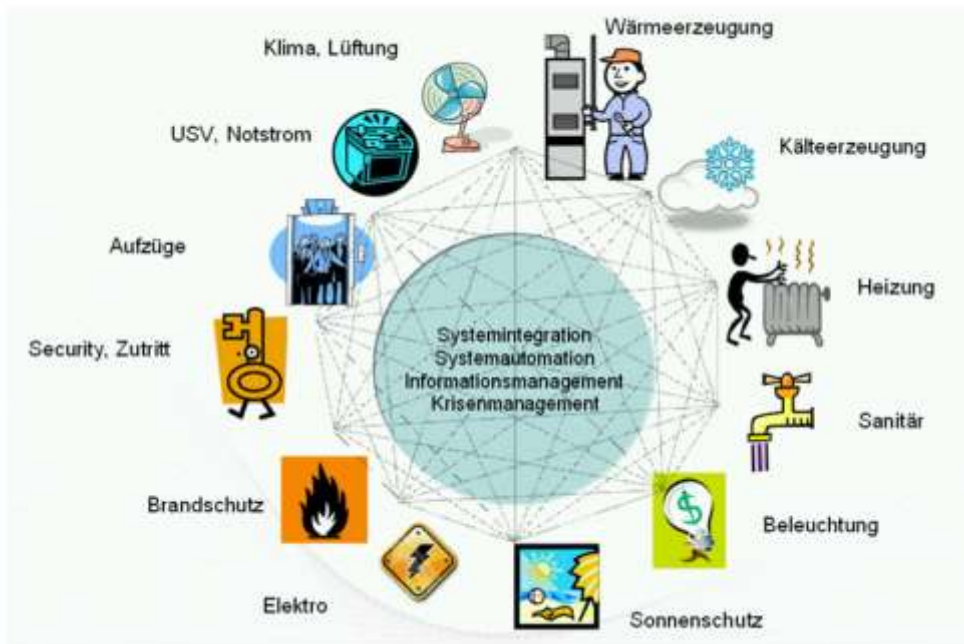 Wärmeerzeugung
Klima, Lüftung
USV, Notstrom
Kälteerzeugung
Aufzüge
Heizung
Security, Zutritt
Systemintegration
Systemautomation
Informationsmanagement
Krisenmanagement
Sanitär
Brandschutz
$
Beleuchtung
Elektro
Sonnenschutz